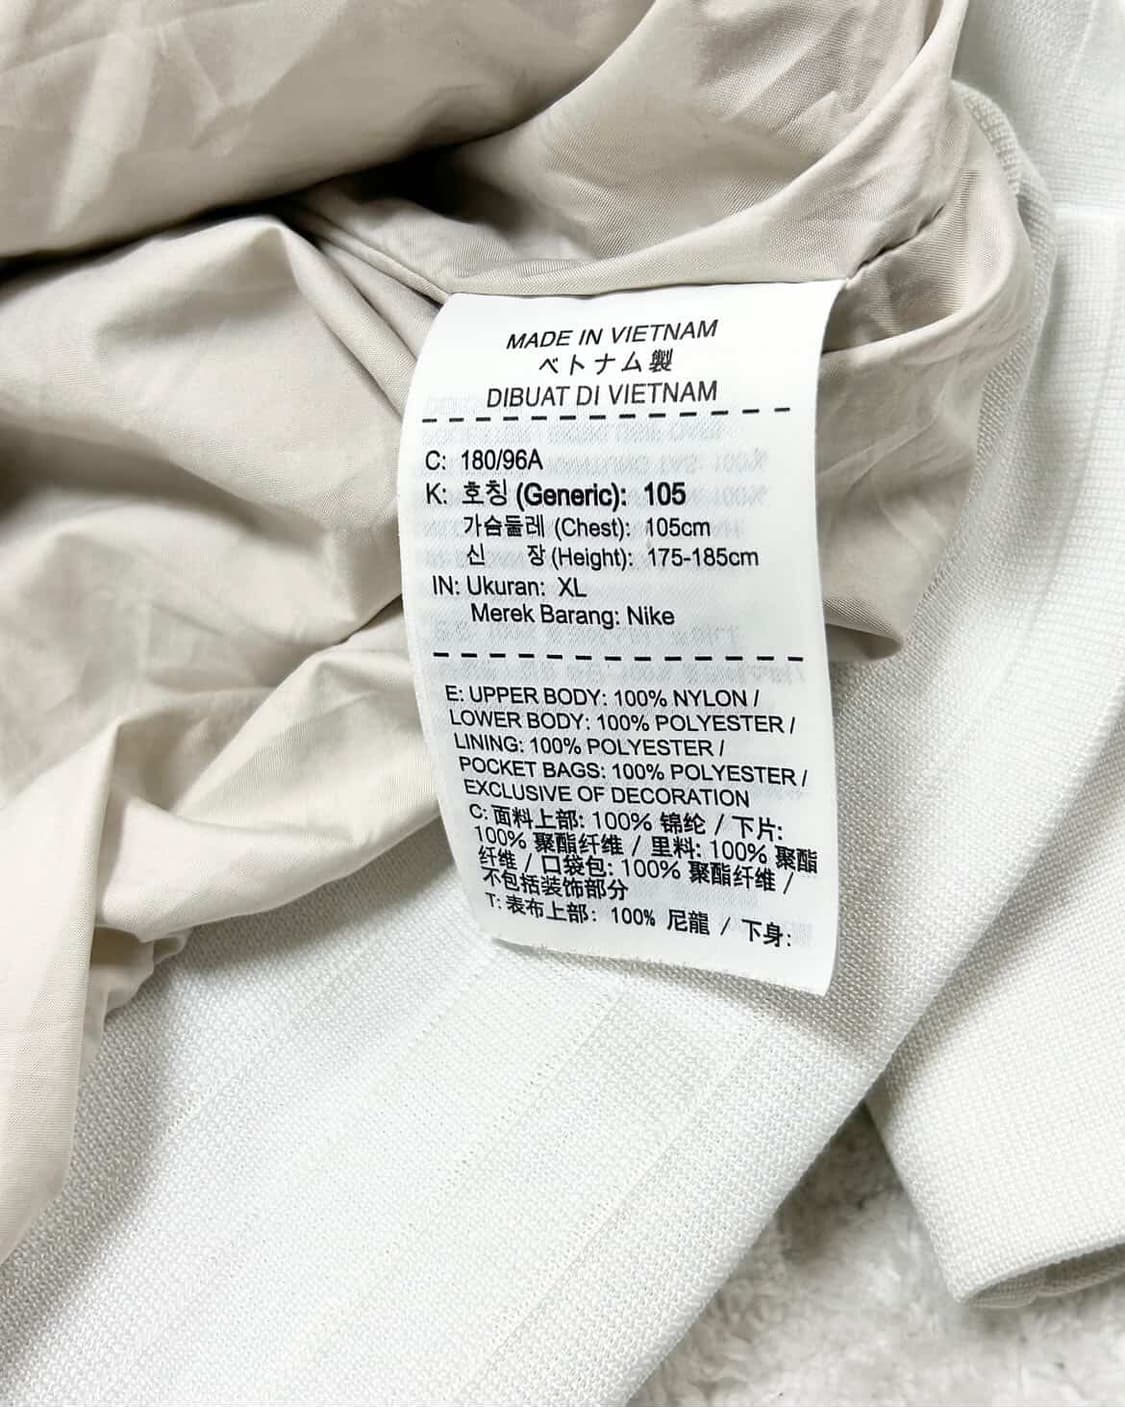 MADE IN VIETNAM
ベトナム製
DIBUAT DI VIETNAM
C: 180/96A
K: 호칭 (Generic): 105
가슴둘레 (Chest): 105cm
신 장 (Height): 175-185cm
IN: Ukuran: XL
Merek Barang: Nike
E: UPPER BODY: 100% NYLON /
LOWER BODY: 100% POLYESTER /
LINING: 100% POLYESTER /
POCKET BAGS: 100% POLYESTER /
EXCLUSIVE OF DECORATION
C: 面料上部: 100% 锦纶 / 下片:
100% 聚酯纤维 / 里料: 100% 聚酯
纤维 / 口袋包: 100% 聚酯纤维 /
不包括装饰部分
T: 表布上部: 100% 尼龍 / 下身: